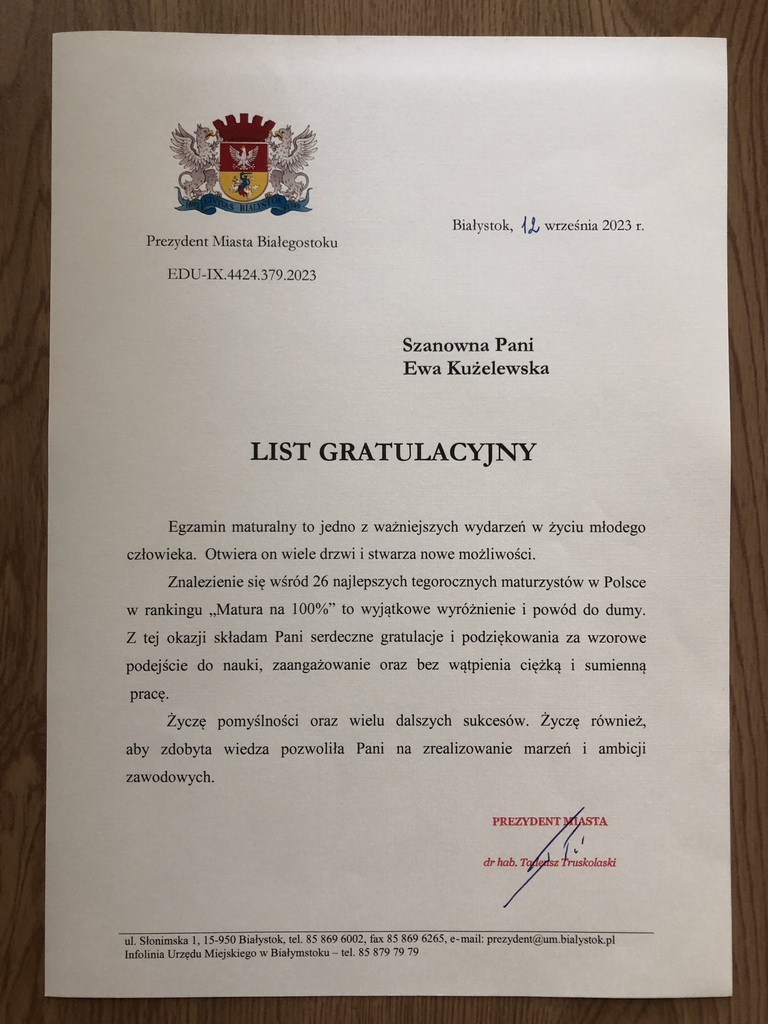 CIVITAS BIALYSTOK
Prezydent Miasta Białegostoku
EDU-IX.4424.379.2023
Białystok, 12 września 2023 r.
Szanowna Pani
Ewa Kużelewska
LIST GRATULACYJNY
Egzamin maturalny to jedno z ważniejszych wydarzeń w życiu młodego
człowieka. Otwiera on wiele drzwi i stwarza nowe możliwości.
Znalezienie się wśród 26 najlepszych tegorocznych maturzystów w Polsce
w rankingu „Matura na 100%” to wyjątkowe wyróżnienie i powód do dumy.
Z tej okazji składam Pani serdeczne gratulacje i podziękowania za wzorowe
podejście do nauki, zaangażowanie oraz bez wątpienia ciężką i sumienną
pracę.
Życzę pomyślności oraz wielu dalszych sukcesów. Życzę również,
aby zdobyta wiedza pozwoliła Pani na zrealizowanie marzeń i ambicji
zawodowych.
PREZYDENT MIASTA
dr hab. Tadeusz Truskolaski
ul. Słonimska 1, 15-950 Białystok, tel. 85 869 6002, fax 85 869 6265, e-mail: prezydent@um.bialystok.pl
Infolinia Urzędu Miejskiego w Białymstoku – tel. 85 879 79 79